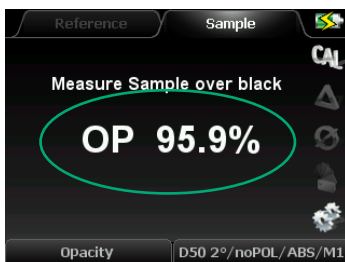 Reference Sample
CAL
Measure Sample over black
OP 95.9%
Opacity D50 2°/noPOL/ABS/M1